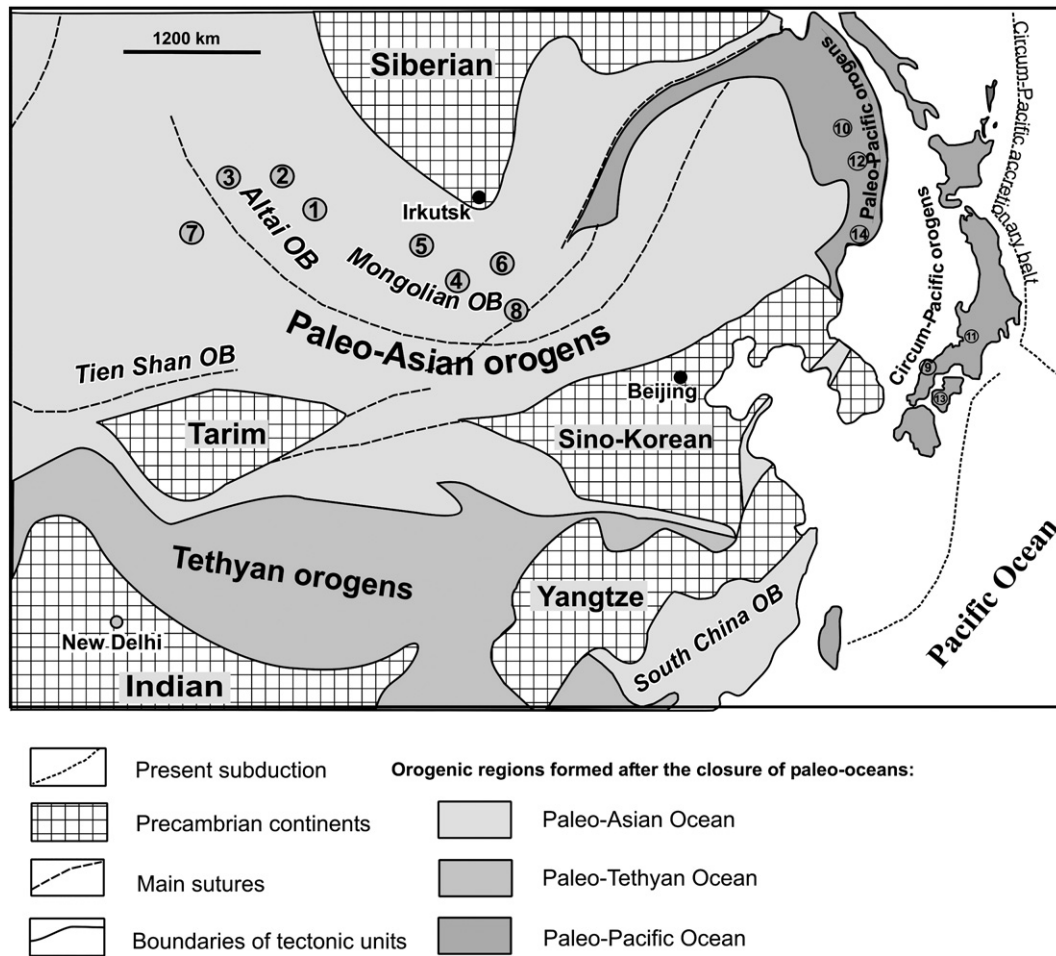 1200 km
Siberian
Paleo-Pacific orogens
Circum-Pacific accretionary belt
10
12
14
3
2
1
Irkutsk
Altai OB
7
5
6
4
Mongolian OB
8
Circum-Pacific orogens
11
9
13
Paleo-Asian orogens
Tien Shan OB
Beijing
Tarim
Sino-Korean
Tethyan orogens
Yangtze
South China OB
Pacific Ocean
New Delhi
Indian
Present subduction
Precambrian continents
Main sutures
Boundaries of tectonic units
Orogenic regions formed after the closure of paleo-oceans:
Paleo-Asian Ocean
Paleo-Tethyan Ocean
Paleo-Pacific Ocean